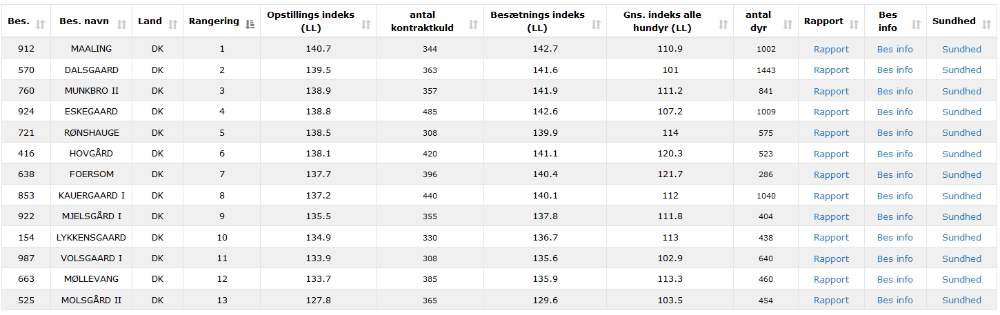 Bes. Bes. navn Land Rangering Opstillings indeks (LL) antal kontraktkuld Besætnings indeks (LL) Gns. indeks alle hundyr (LL) antal dyr Rapport Bes info Sundhed
912 MAALING DK 1 140.7 344 142.7 110.9 1002 Rapport Bes info Sundhed
570 DALSGAARD DK 2 139.5 363 141.6 101 1443 Rapport Bes info Sundhed
760 MUNKBRO II DK 3 138.9 357 141.9 111.2 841 Rapport Bes info Sundhed
924 ESKEGAARD DK 4 138.8 485 142.6 107.2 1009 Rapport Bes info Sundhed
721 RØNSHAUGE DK 5 138.5 308 139.9 114 575 Rapport Bes info Sundhed
416 HOVGÅRD DK 6 138.1 420 141.1 120.3 523 Rapport Bes info Sundhed
638 FOERSOM DK 7 137.7 396 140.4 121.7 286 Rapport Bes info Sundhed
853 KAUERGAARD I DK 8 137.2 440 140.1 112 1040 Rapport Bes info Sundhed
922 MJELSGÅRD I DK 9 135.5 355 137.8 111.8 404 Rapport Bes info Sundhed
154 LYKKENSGAARD DK 10 134.9 330 136.7 113 438 Rapport Bes info Sundhed
987 VOLSGAARD I DK 11 133.9 308 135.6 102.9 640 Rapport Bes info Sundhed
663 MØLLEVANG DK 12 133.7 385 135.9 113.3 460 Rapport Bes info Sundhed
525 MOLSGÅRD II DK 13 127.8 365 129.6 103.5 454 Rapport Bes info Sundhed